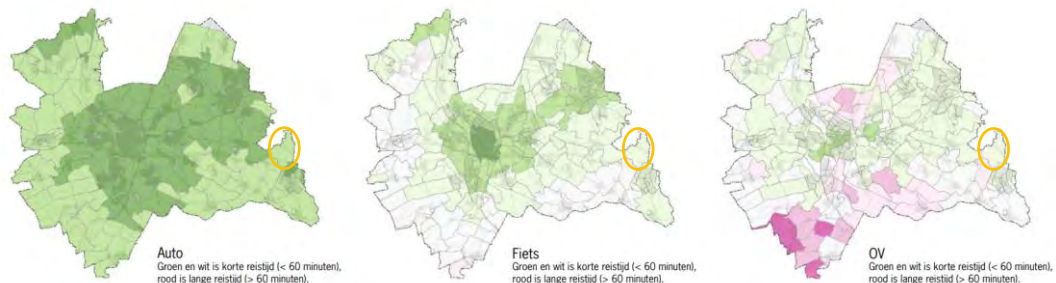 Auto
Groen en wit is korte reistijd (< 60 minuten),
rood is lange reistijd (> 60 minuten).
Fiets
Groen en wit is korte reistijd (< 60 minuten),
rood is lange reistijd (> 60 minuten).
OV
Groen en wit is korte reistijd (< 60 minuten),
rood is lange reistijd (> 60 minuten).